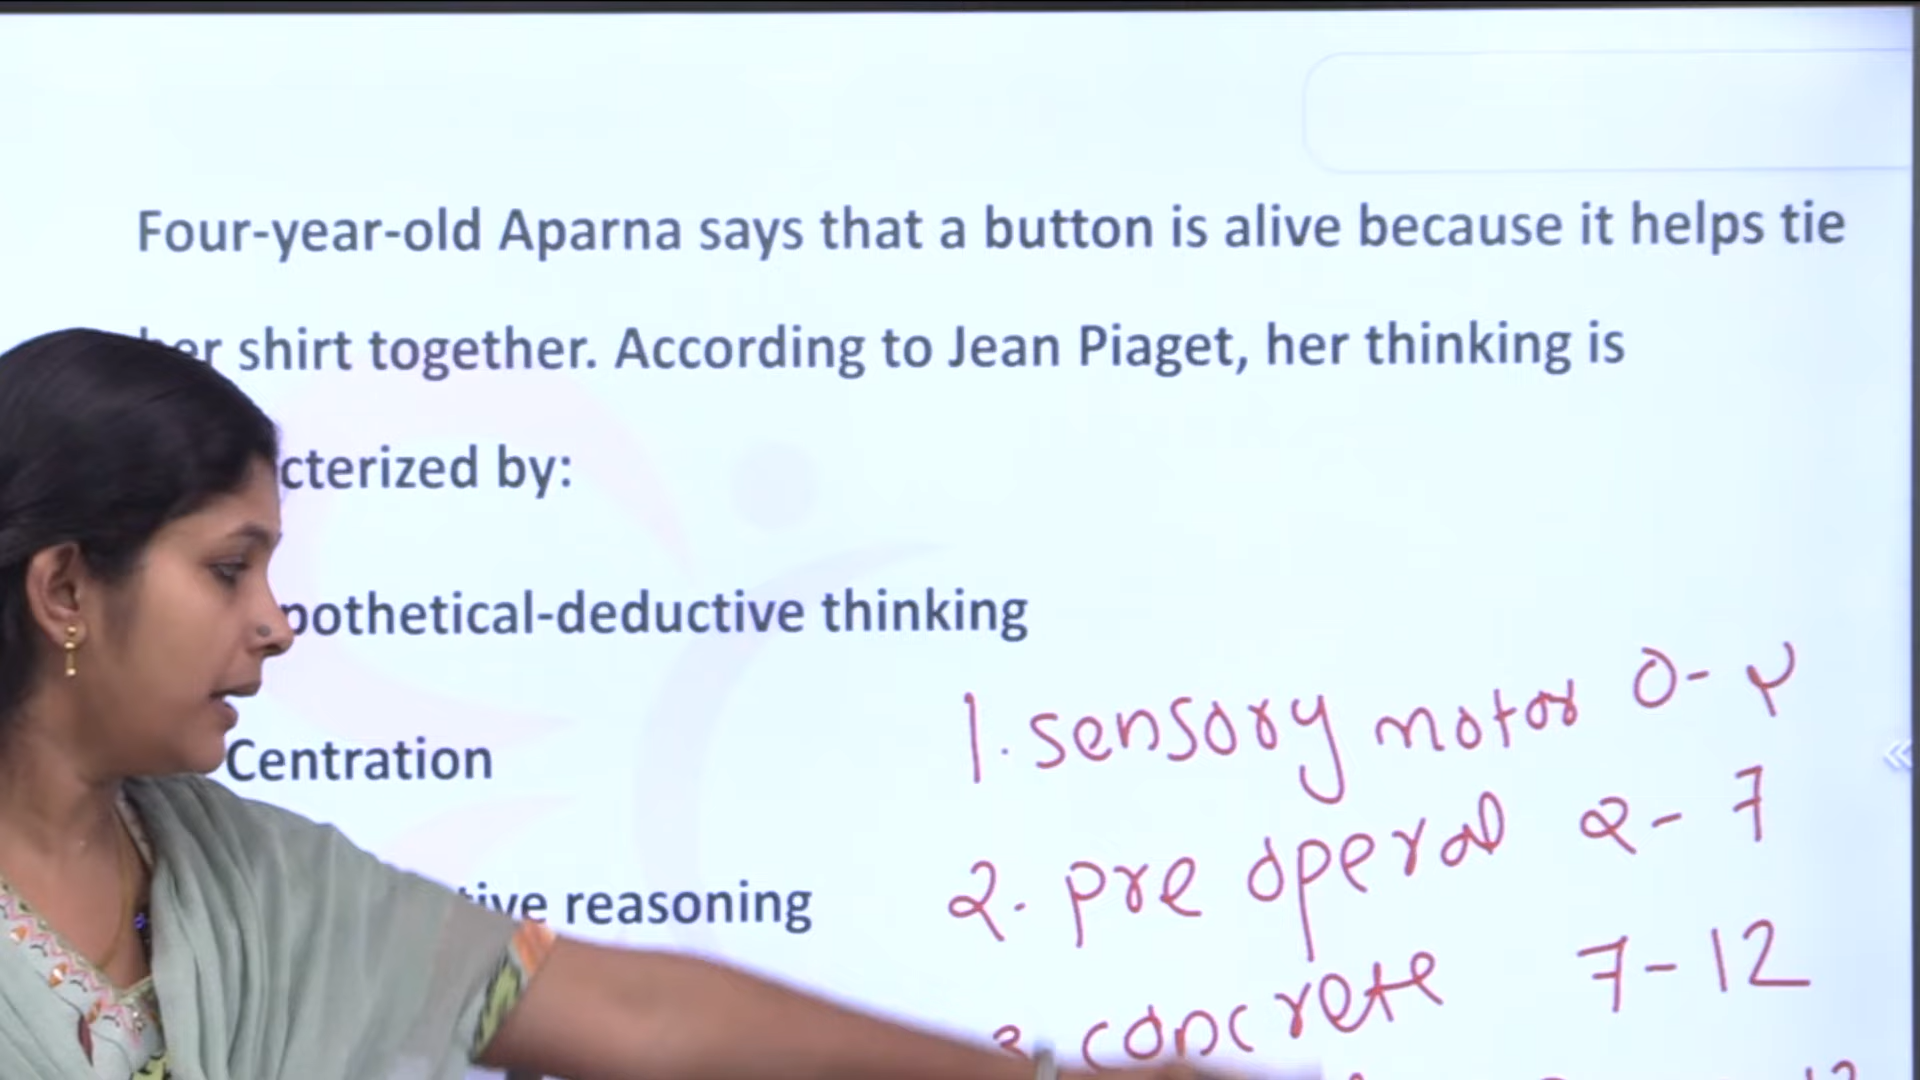 Four-year-old Aparna says that a button is alive because it helps tie
her shirt together. According to Jean Piaget, her thinking is
cterized by:
pothetical-deductive thinking
Centration
tive reasoning
1. sensory motor 0-2
2. pre operal 2-7
3. concrete 7-12